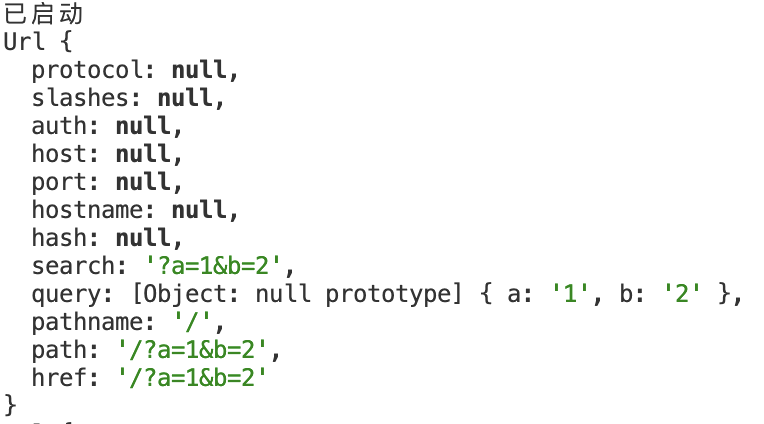 已启动
Url {
  protocol: null,
  slashes: null,
  auth: null,
  host: null,
  port: null,
  hostname: null,
  hash: null,
  search: '?a=1&b=2',
  query: [Object: null prototype] { a: '1', b: '2' },
  pathname: '/',
  path: '/?a=1&b=2',
  href: '/?a=1&b=2'
}